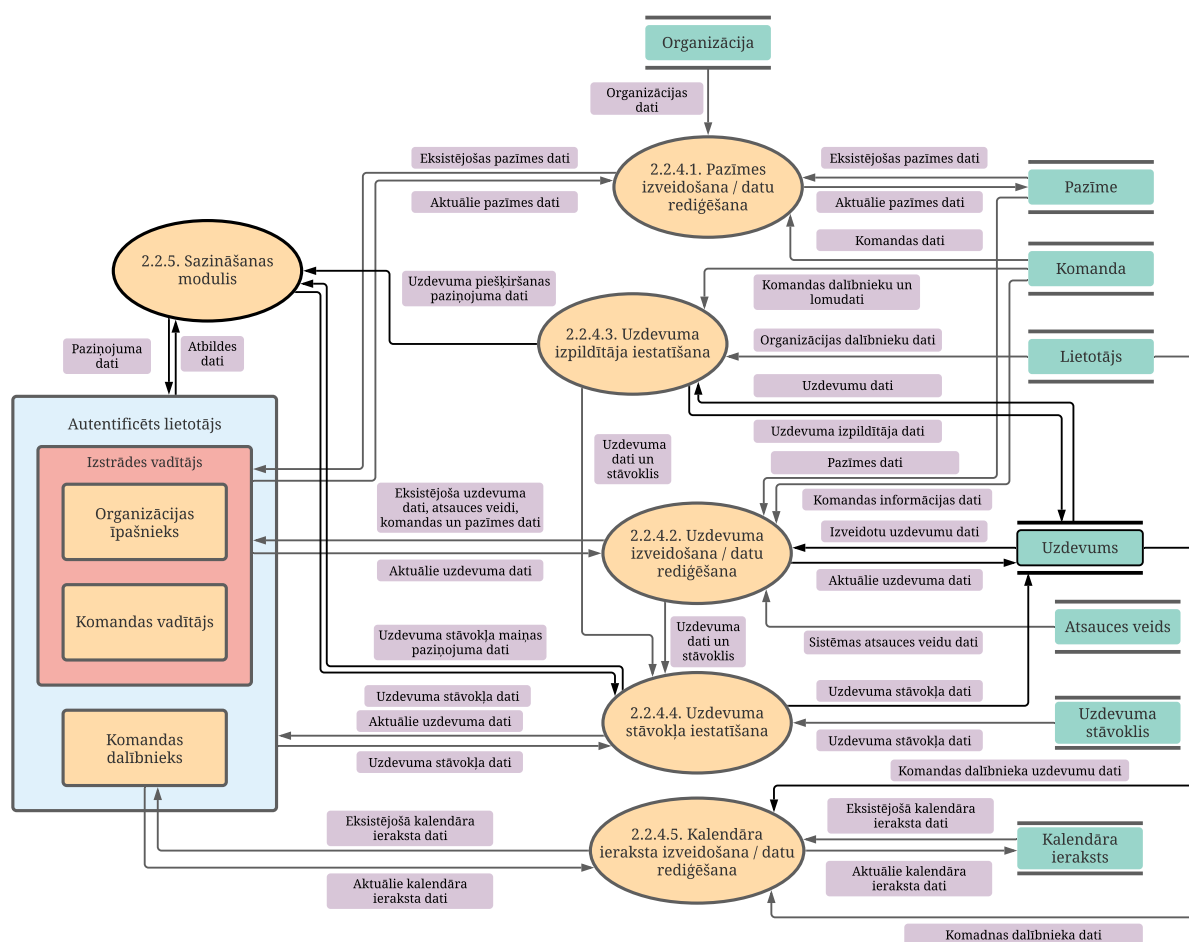 Organizācija
Organizācijas
dati
Eksistējošas pazīmes dati
Aktuālie pazīmes dati
2.2.4.1. Pazīmes
izveidošana / datu
rediģēšana
Eksistējošas pazīmes dati
Aktuālie pazīmes dati
Komandas dati
Pazīme
2.2.5. Sazināšanas
modulis
Uzdevuma piešķiršanas
paziņojuma dati
Komanda
Komandas dalībnieku un
lomudati
2.2.4.3. Uzdevuma
izpildītāja iestatīšana
Organizācijas dalībnieku dati
Lietotājs
Paziņojuma
dati
Atbildes
dati
Uzdevumu dati
Uzdevuma izpildītāja dati
Autentificēts lietotājs
Izstrādes vadītājs
Organizācijas
īpašnieks
Komandas vadītājs
Komandas
dalībnieks
Uzdevuma
dati un
stāvoklis
Pazīmes dati
Komandas informācijas dati
Eksistējoša uzdevuma
dati, atsauces veidi,
komandas un pazīmes dati
Aktuālie uzdevuma dati
2.2.4.2. Uzdevuma
izveidošana / datu
rediģēšana
Izveidotu uzdevumu dati
Aktuālie uzdevuma dati
Uzdevums
Uzdevuma
dati un
stāvoklis
Sistēmas atsauces veidu dati
Atsauces veids
Uzdevuma stāvokļa maiņas
paziņojuma dati
Uzdevuma stāvokļa dati
Aktuālie uzdevuma dati
Uzdevuma stāvokļa dati
2.2.4.4. Uzdevuma
stāvokļa iestatīšana
Uzdevuma stāvokļa dati
Uzdevuma stāvokļa dati
Uzdevuma
stāvoklis
Komandas dalībnieka uzdevumu dati
Eksistējošā kalendāra
ieraksta dati
Aktuālie kalendāra
ieraksta dati
2.2.4.5. Kalendāra
ieraksta izveidošana / datu
rediģēšana
Eksistējošā kalendāra
ieraksta dati
Aktuālie kalendāra
ieraksta dati
Kalendāra
ieraksts
Komadnas dalībnieka dati